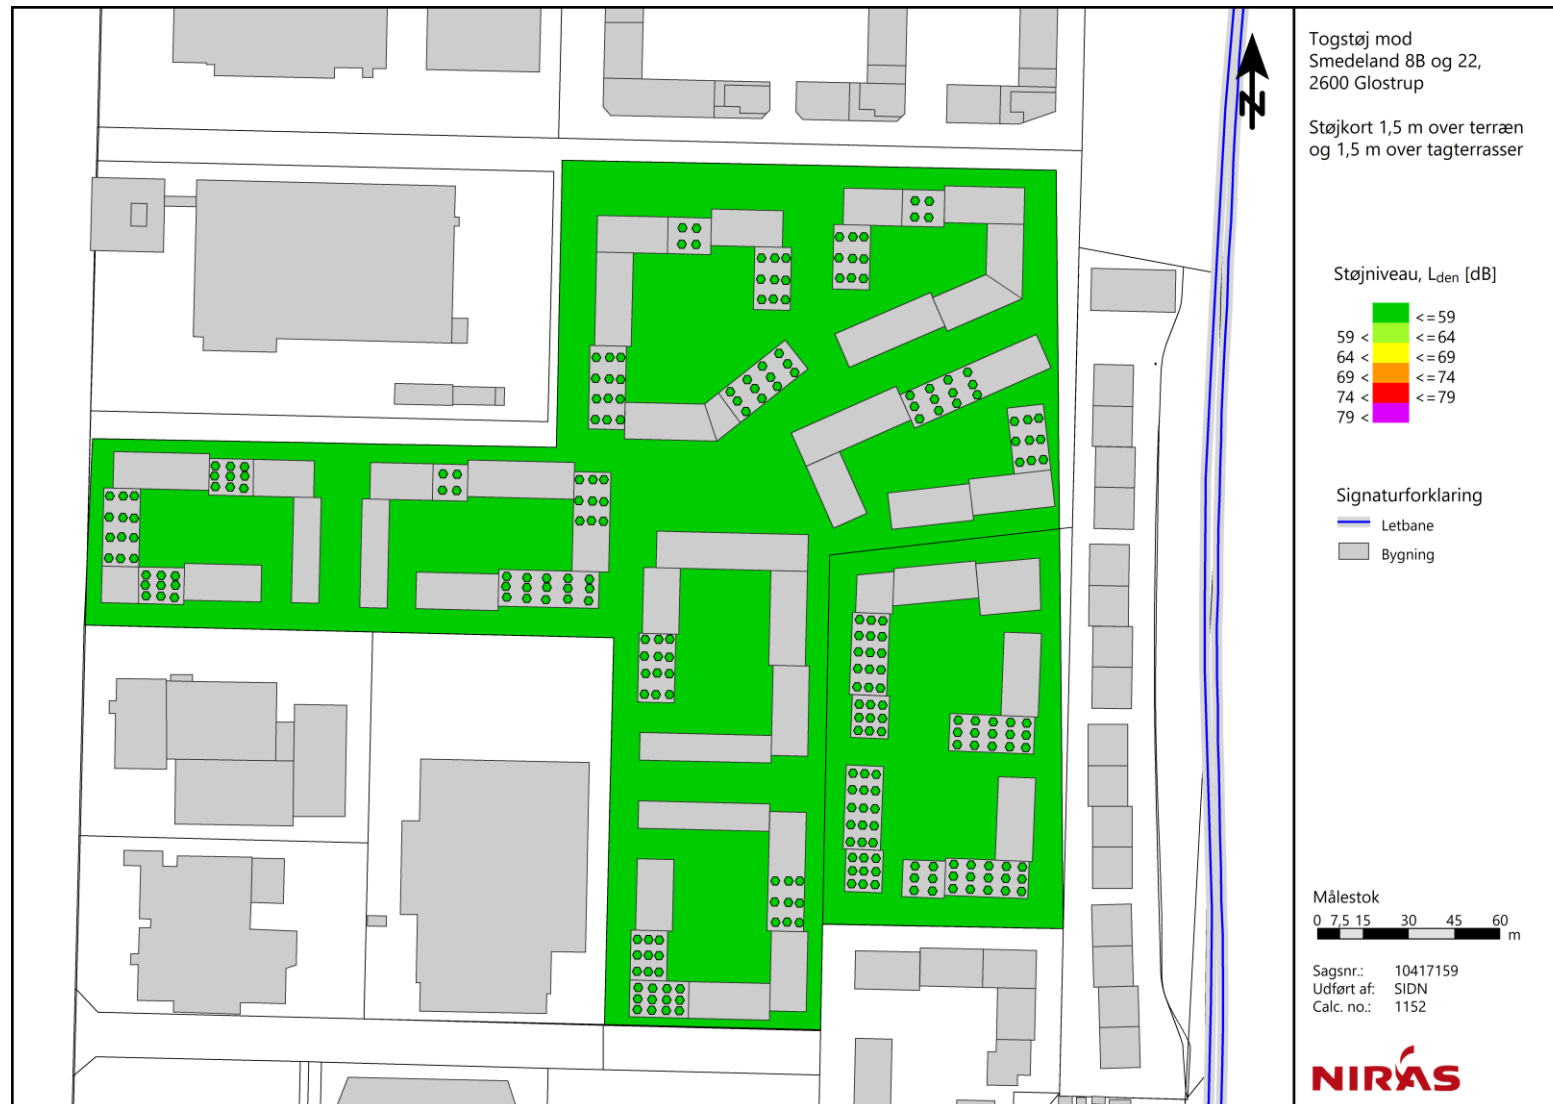 Togstøj mod
Smedeland 8B og 22,
2600 Glostrup
Støjkort 1,5 m over terræn
og 1,5 m over tagterrasser
N
Støjniveau, Lden [dB]
<=59
59 < <=64
64 < <=69
69 < <=74
74 < <=79
79 <
Signaturforklaring
Letbane
Bygning
Målestok
0 7,5 15 30 45 60
m
Sagsnr.: 10417159
Udført af: SIDN
Calc. no.: 1152
NIRAS